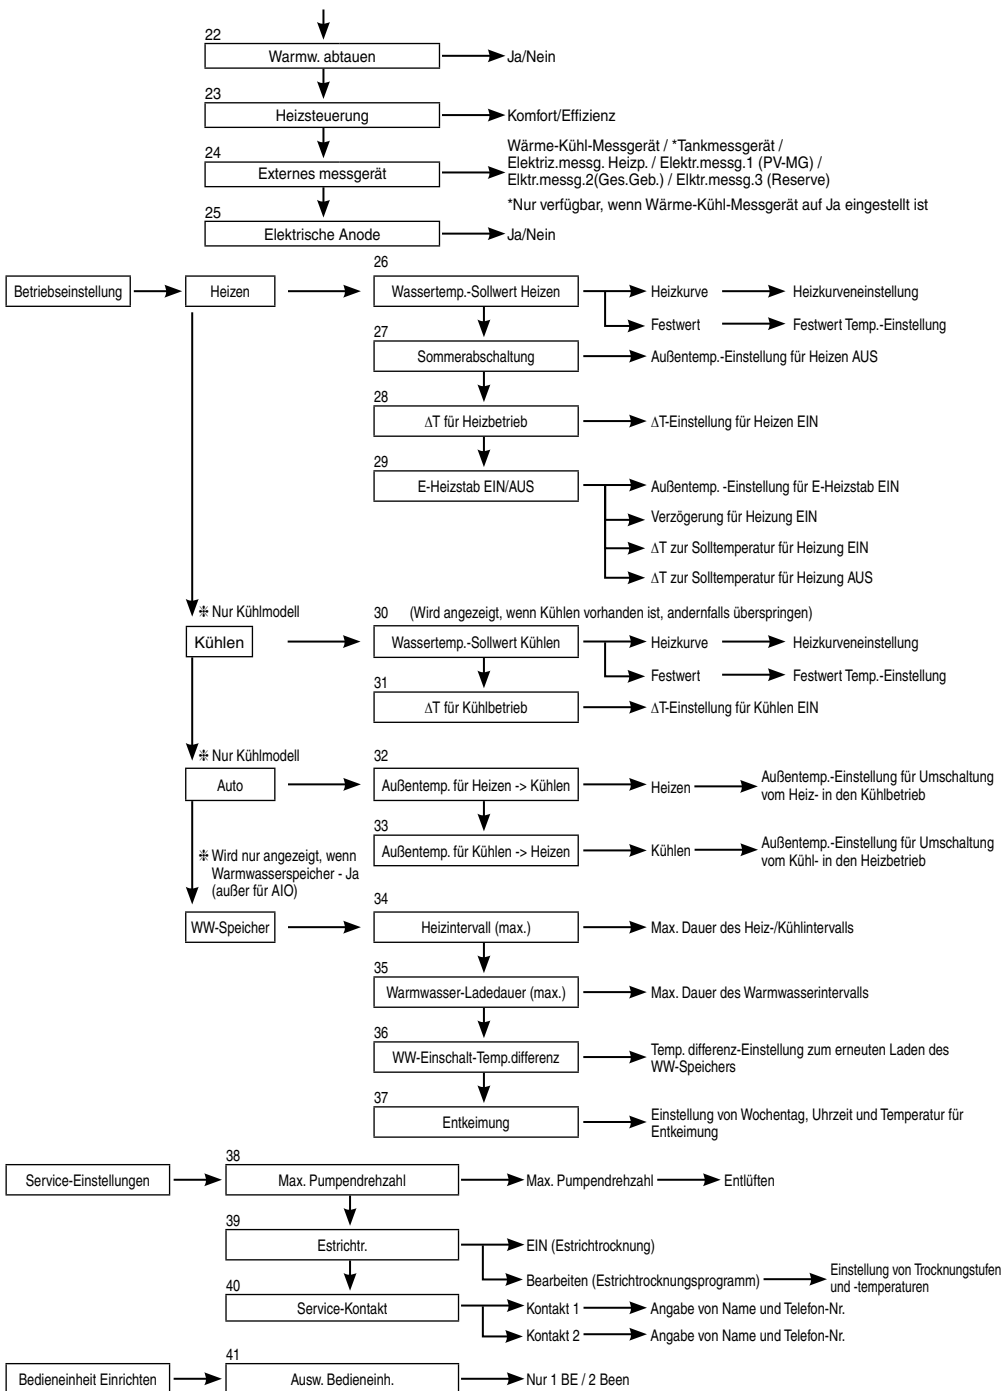 22
Warmw. abtauen
Ja/Nein
23
Heizsteuerung
Komfort/Effizienz
24
Externes messgerät
Wärme-Kühl-Messgerät / *Tankmessgerät /
Elektriz.messg. Heizp. / Elektr.messg.1 (PV-MG) /
Elktr.messg.2(Ges.Geb.) / Elktr.messg.3 (Reserve)
*Nur verfügbar, wenn Wärme-Kühl-Messgerät auf Ja eingestellt ist
25
Elektrische Anode
Ja/Nein
26
Betriebseinstellung
Heizen
Wassertemp.-Sollwert Heizen
Heizkurve
Heizkurveneinstellung
Festwert
Festwert Temp.-Einstellung
27
Sommerabschaltung
Außentemp.-Einstellung für Heizen AUS
28
ΔT für Heizbetrieb
ΔT-Einstellung für Heizen EIN
29
E-Heizstab EIN/AUS
Außentemp. -Einstellung für E-Heizstab EIN
Verzögerung für Heizung EIN
ΔT zur Solltemperatur für Heizung EIN
ΔT zur Solltemperatur für Heizung AUS
❉ Nur Kühlmodell
30 (Wird angezeigt, wenn Kühlen vorhanden ist, andernfalls überspringen)
Kühlen
Wassertemp.-Sollwert Kühlen
Heizkurve
Heizkurveneinstellung
Festwert
Festwert Temp.-Einstellung
31
ΔT für Kühlbetrieb
ΔT-Einstellung für Kühlen EIN
❉ Nur Kühlmodell
32
Auto
Außentemp. für Heizen -> Kühlen
Heizen
Außentemp.-Einstellung für Umschaltung
vom Heiz- in den Kühlbetrieb
33
Außentemp. für Kühlen -> Heizen
Kühlen
Außentemp.-Einstellung für Umschaltung
vom Kühl- in den Heizbetrieb
❉ Wird nur angezeigt, wenn
Warmwasserspeicher - Ja
(außer für AIO)
34
WW-Speicher
Heizintervall (max.)
Max. Dauer des Heiz-/Kühlintervalls
35
Warmwasser-Ladedauer (max.)
Max. Dauer des Warmwasserintervalls
36
WW-Einschalt-Temp.differenz
Temp. differenz-Einstellung zum erneuten Laden des
WW-Speichers
37
Entkeimung
Einstellung von Wochentag, Uhrzeit und Temperatur für
Entkeimung
38
Service-Einstellungen
Max. Pumpendrehzahl
Max. Pumpendrehzahl
Entlüften
39
Estrichtr.
EIN (Estrichtrocknung)
Bearbeiten (Estrichtrocknungsprogramm)
Einstellung von Trocknungstufen
und -temperaturen
40
Service-Kontakt
Kontakt 1
Angabe von Name und Telefon-Nr.
Kontakt 2
Angabe von Name und Telefon-Nr.
41
Bedieneinheit Einrichten
Ausw. Bedieneinh.
Nur 1 BE / 2 Been